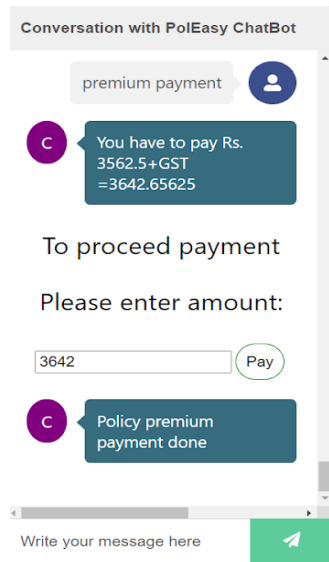 Conversation with PolEasy ChatBot
premium payment
C
You have to pay Rs.
3562.5+GST
=3642.65625
To proceed payment
Please enter amount:
3642
Pay
C
Policy premium
payment done
Write your message here